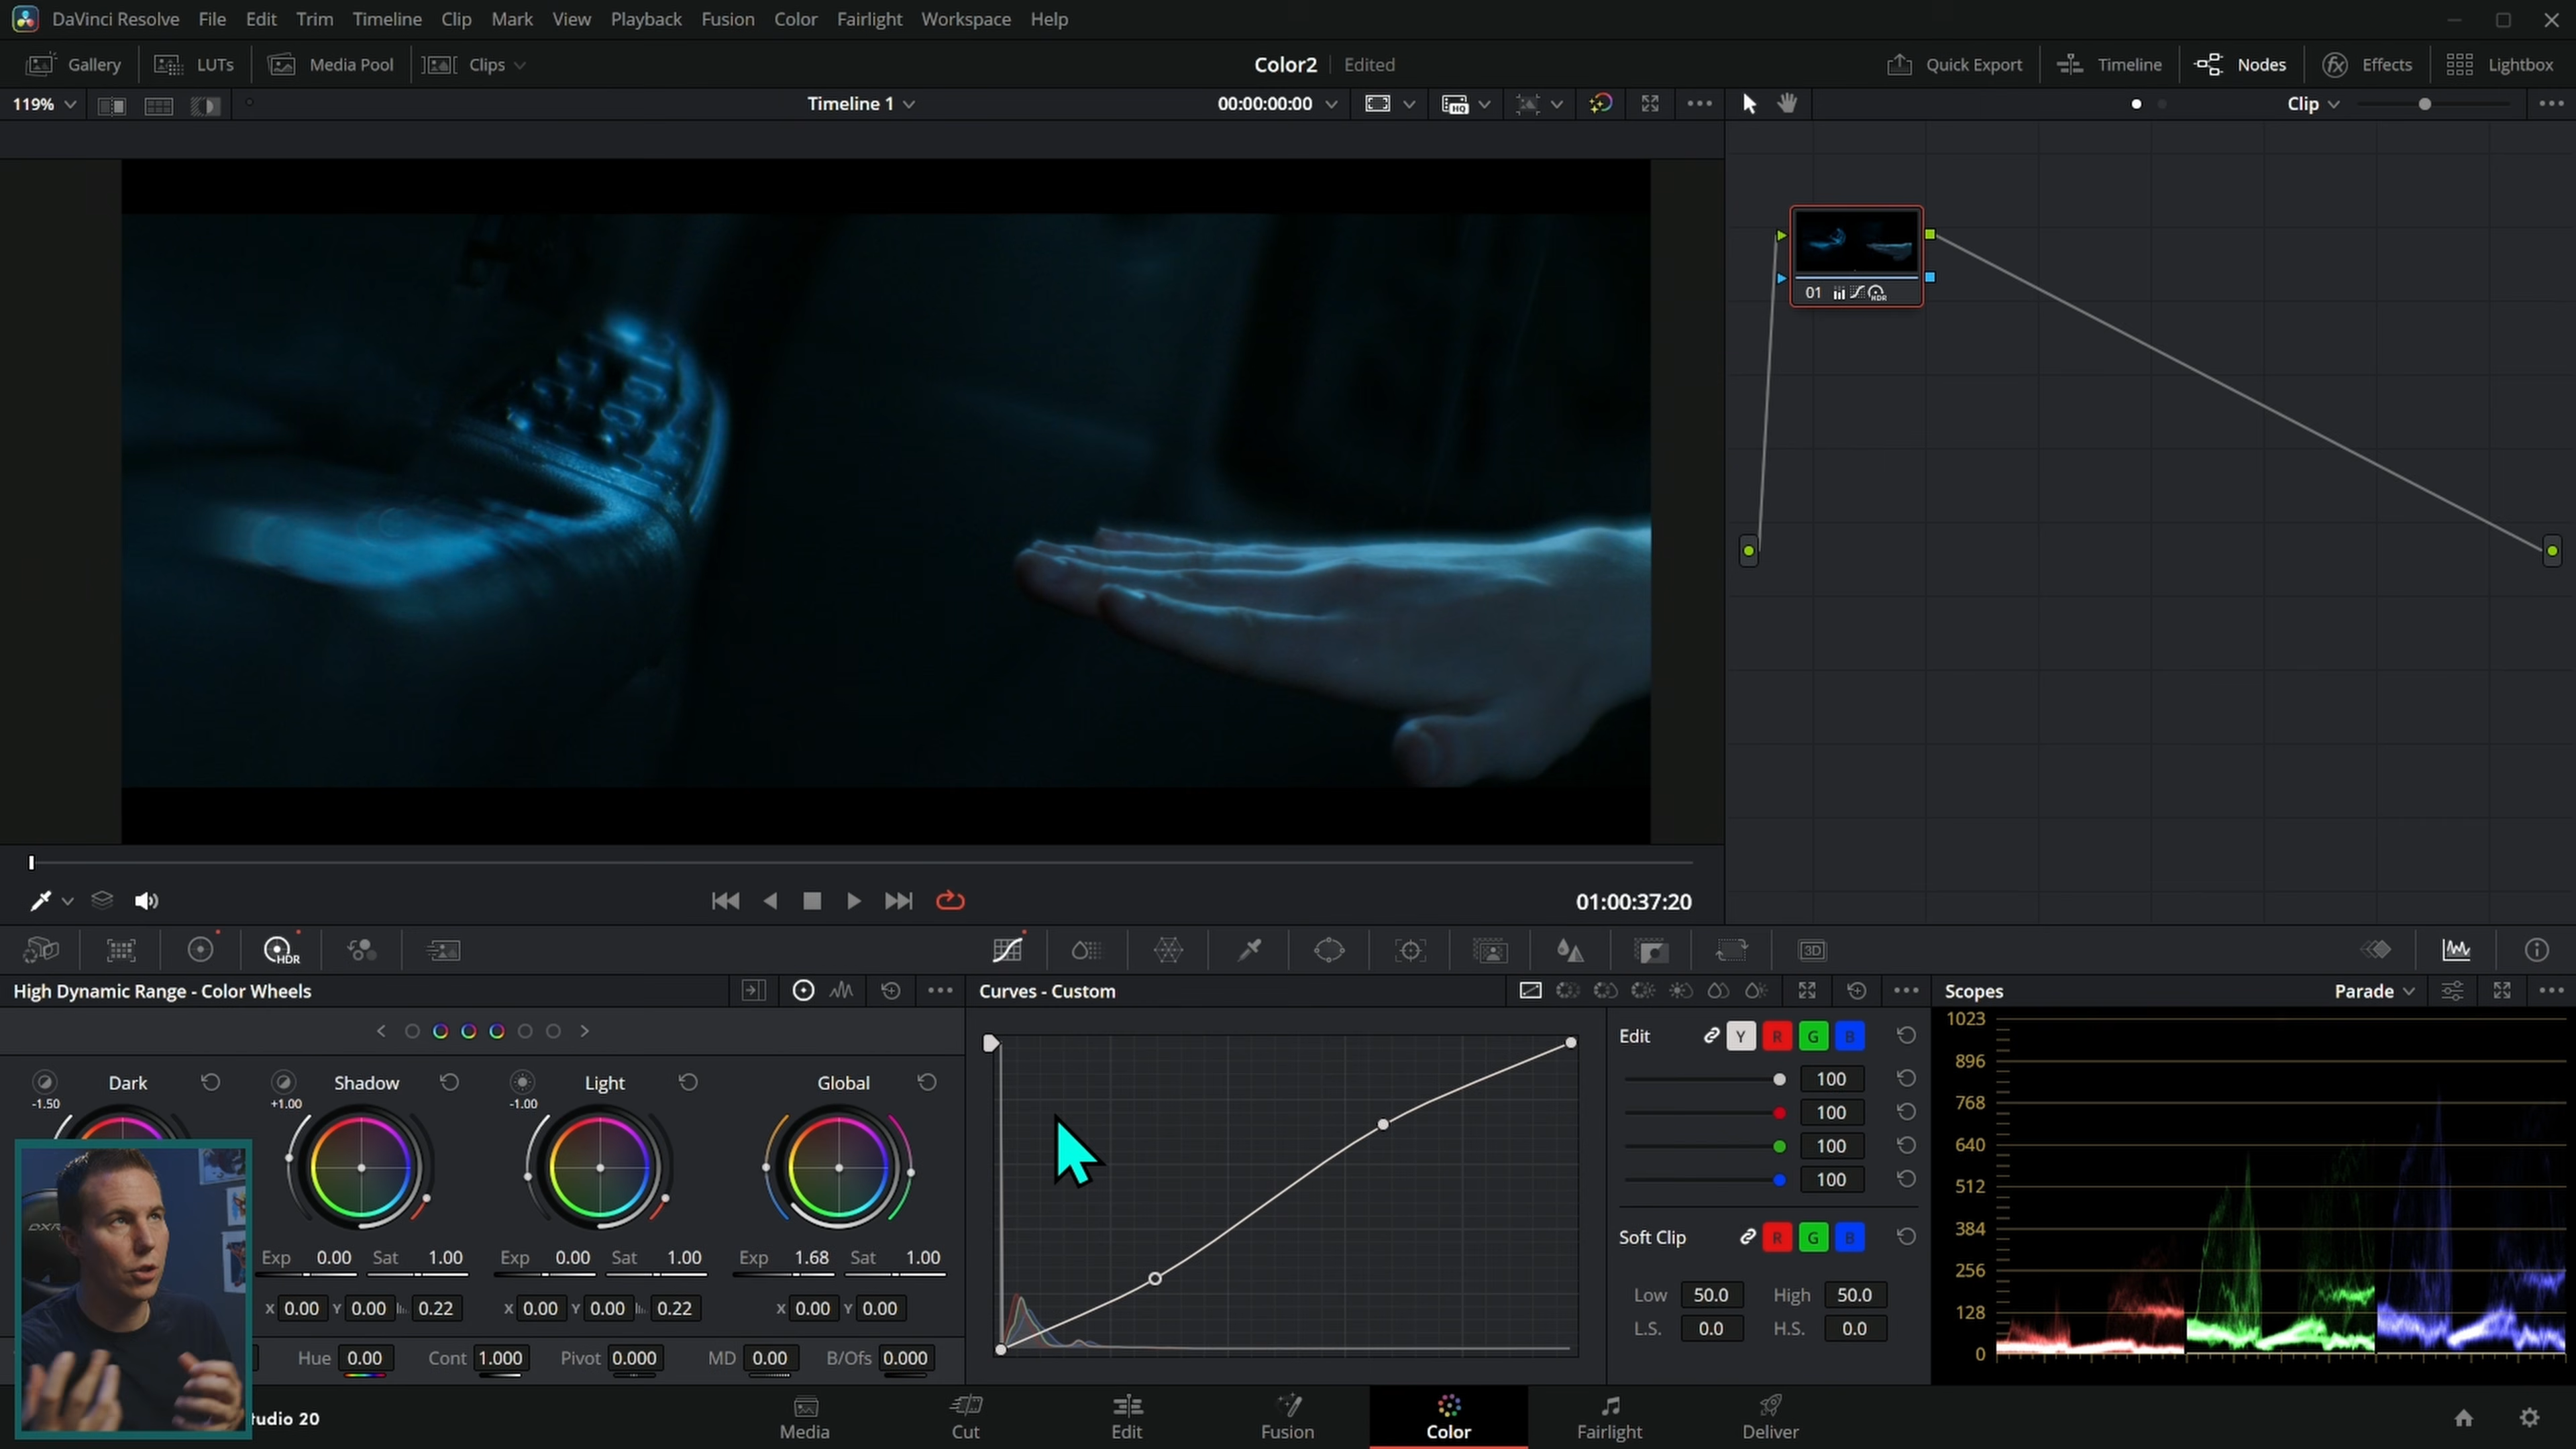 DaVinci Resolve File Edit Trim Timeline Clip Mark View Playback Fusion Color Fairlight Workspace Help
Gallery LUTs Media Pool Clips Color2 Edited Quick Export Timeline Nodes Effects Lightbox
119% Timeline 1 00:00:00:00 Clip
01
01:00:37:20
HDR 3D
High Dynamic Range - Color Wheels
Dark Shadow Light Global
-1.50 +1.00 -1.00
Exp 0.00 Sat 1.00 Exp 0.00 Sat 1.00 Exp 1.68 Sat 1.00
X 0.00 Y 0.00 0.22 X 0.00 Y 0.00 0.22 X 0.00 Y 0.00
Hue 0.00 Cont 1.000 Pivot 0.000 MD 0.00 B/Ofs 0.000
Curves - Custom
Edit Y R G B
100
100
100
100
Soft Clip R G B
Low 50.0 High 50.0
L.S. 0.0 H.S. 0.0
Scopes Parade
1023
896
768
640
512
384
256
128
0
DXR
tudio 20
Media Cut Edit Fusion Color Fairlight Deliver